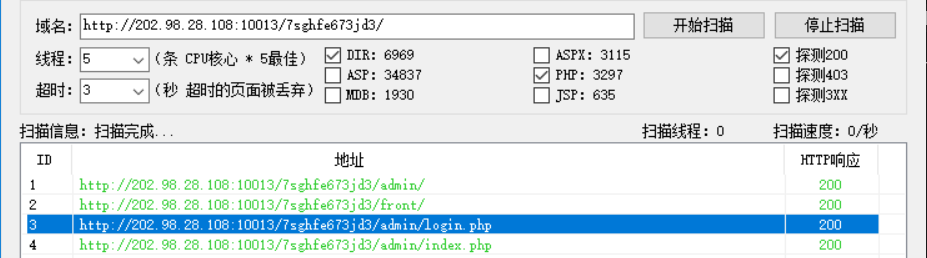 域名: http://202.98.28.108:10013/7sghfe673jd3/ 开始扫描 停止扫描
线程: 5 (条 CPU核心 * 5最佳) DIR: 6969 ASPX: 3115 探测200
ASP: 34837 PHP: 3297 探测403
超时: 3 (秒 超时的页面被丢弃) MDB: 1930 JSP: 635 探测3XX
扫描信息: 扫描完成... 扫描线程: 0 扫描速度: 0/秒
ID 地址 HTTP响应
1 http://202.98.28.108:10013/7sghfe673jd3/admin/ 200
2 http://202.98.28.108:10013/7sghfe673jd3/front/ 200
3 http://202.98.28.108:10013/7sghfe673jd3/admin/login.php 200
4 http://202.98.28.108:10013/7sghfe673jd3/admin/index.php 200